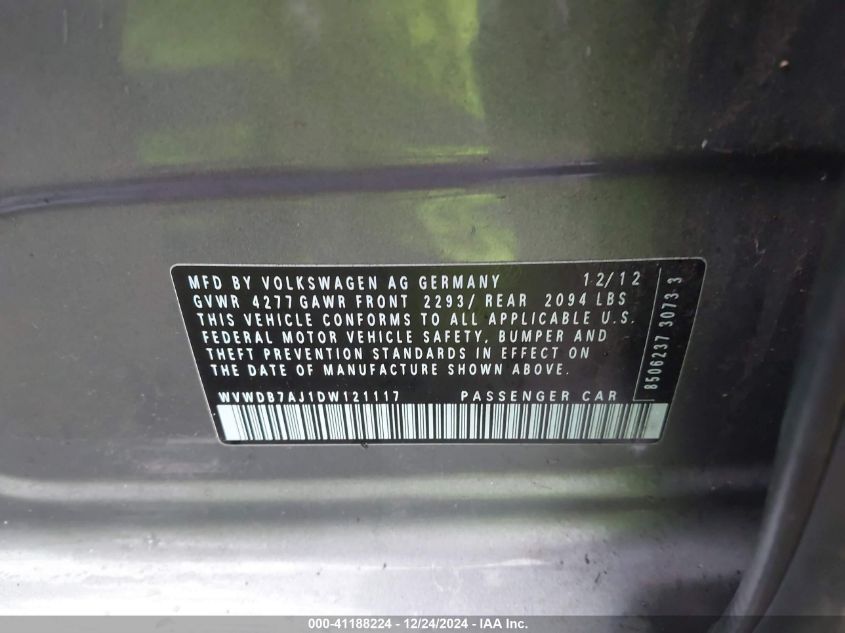 MFD BY VOLKSWAGEN AG GERMANY 12/12
GVWR 4277 GAWR FRONT 2293/ REAR 2094 LBS
THIS VEHICLE CONFORMS TO ALL APPLICABLE U.S.
FEDERAL MOTOR VEHICLE SAFETY, BUMPER AND
THEFT PREVENTION STANDARDS IN EFFECT ON
THE DATE OF MANUFACTURE SHOWN ABOVE.
WVWDB7AJ1DW121117 PASSENGER CAR
8506237 3073 3
000-41188224 - 12/24/2024 - IAA Inc.